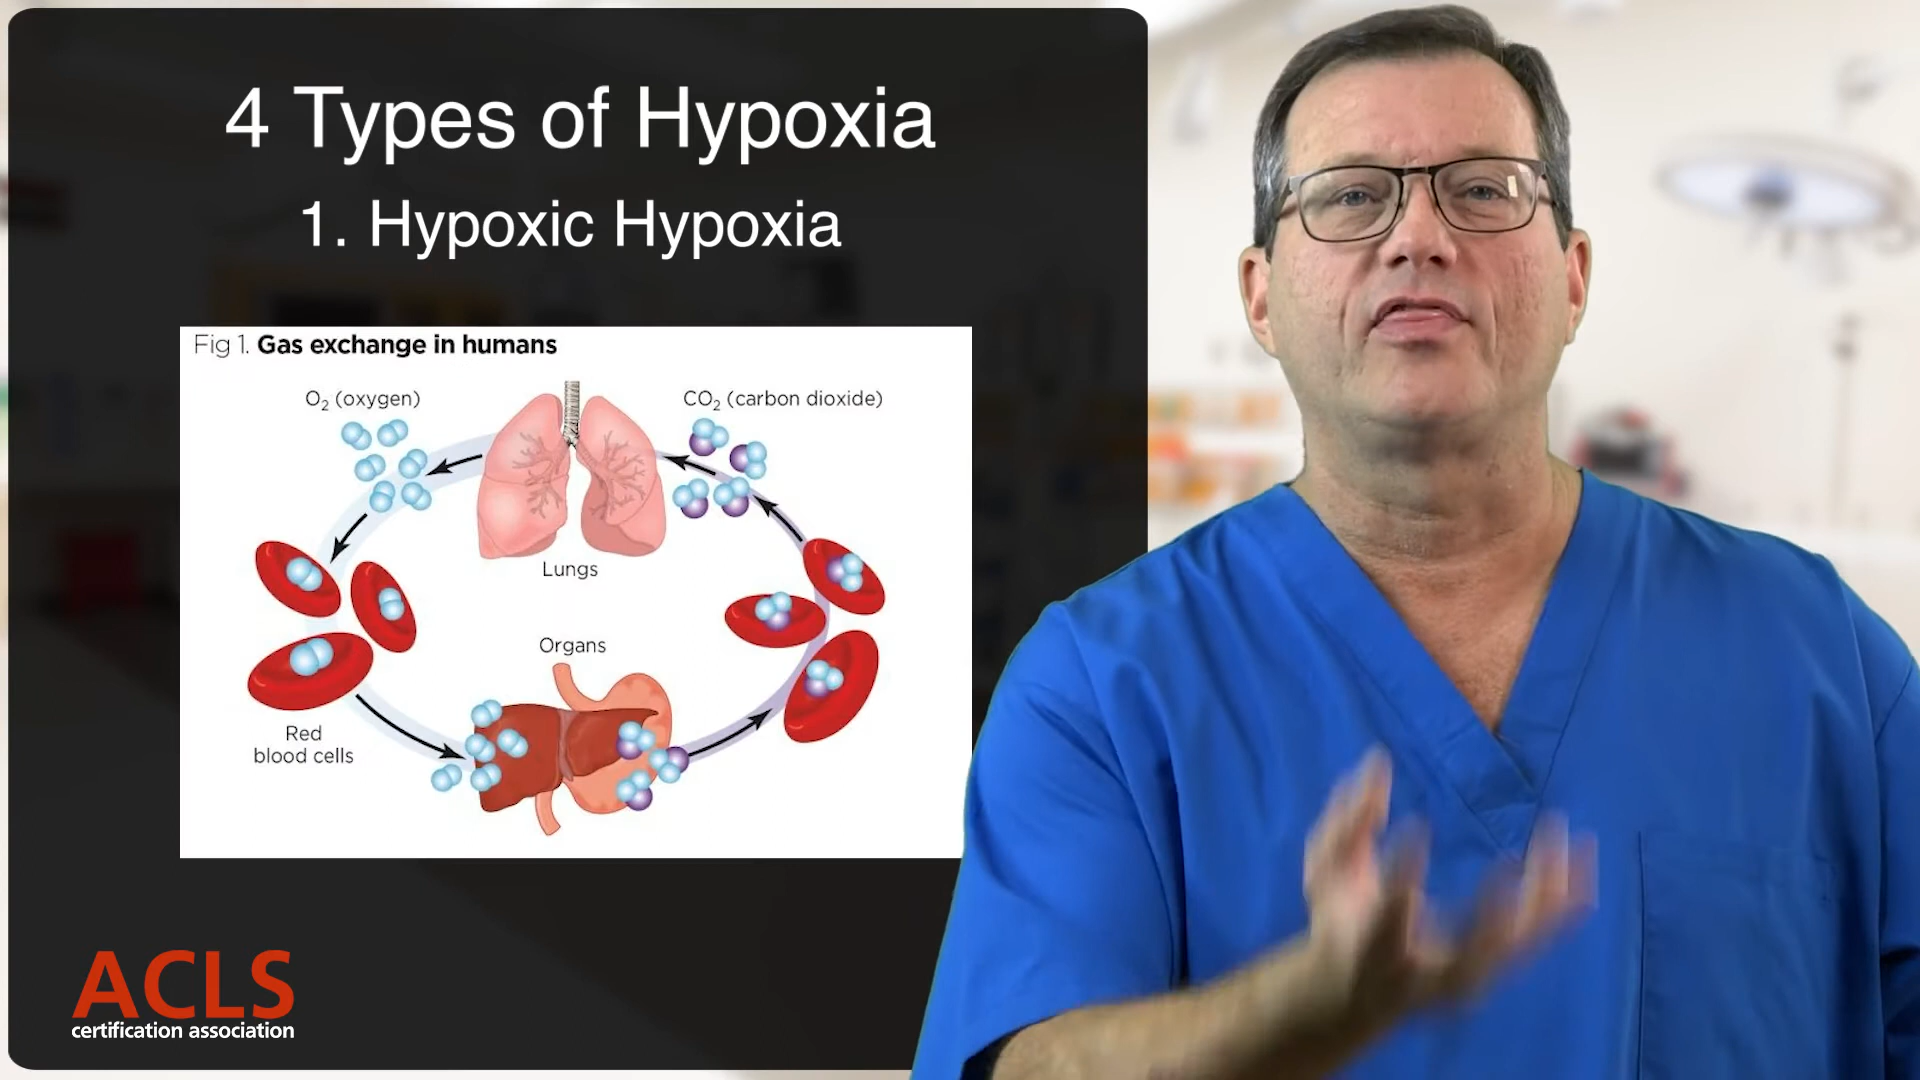 4 Types of Hypoxia
1. Hypoxic Hypoxia
Fig 1. Gas exchange in humans
O₂ (oxygen)
CO₂ (carbon dioxide)
Lungs
Organs
Red
blood cells
ACLS
certification association